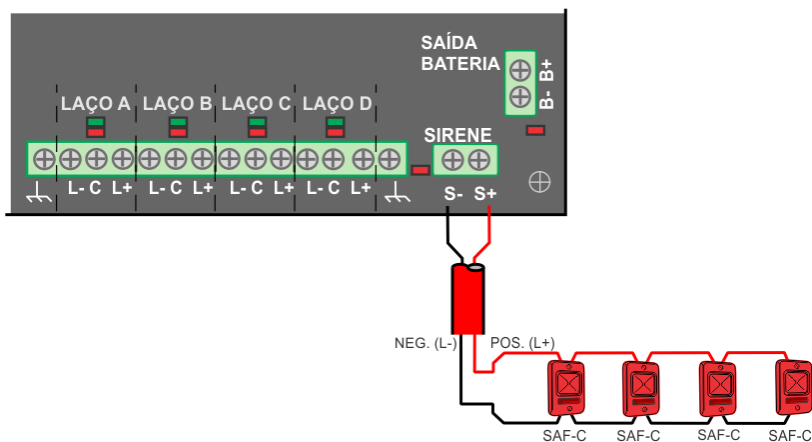 SAÍDA
BATERIA
B- B+
LAÇO A LAÇO B LAÇO C LAÇO D
SIRENE
L- C L+ L- C L+ L- C L+ L- C L+
S- S+
NEG. (L-) POS. (L+)
SAF-C SAF-C SAF-C SAF-C